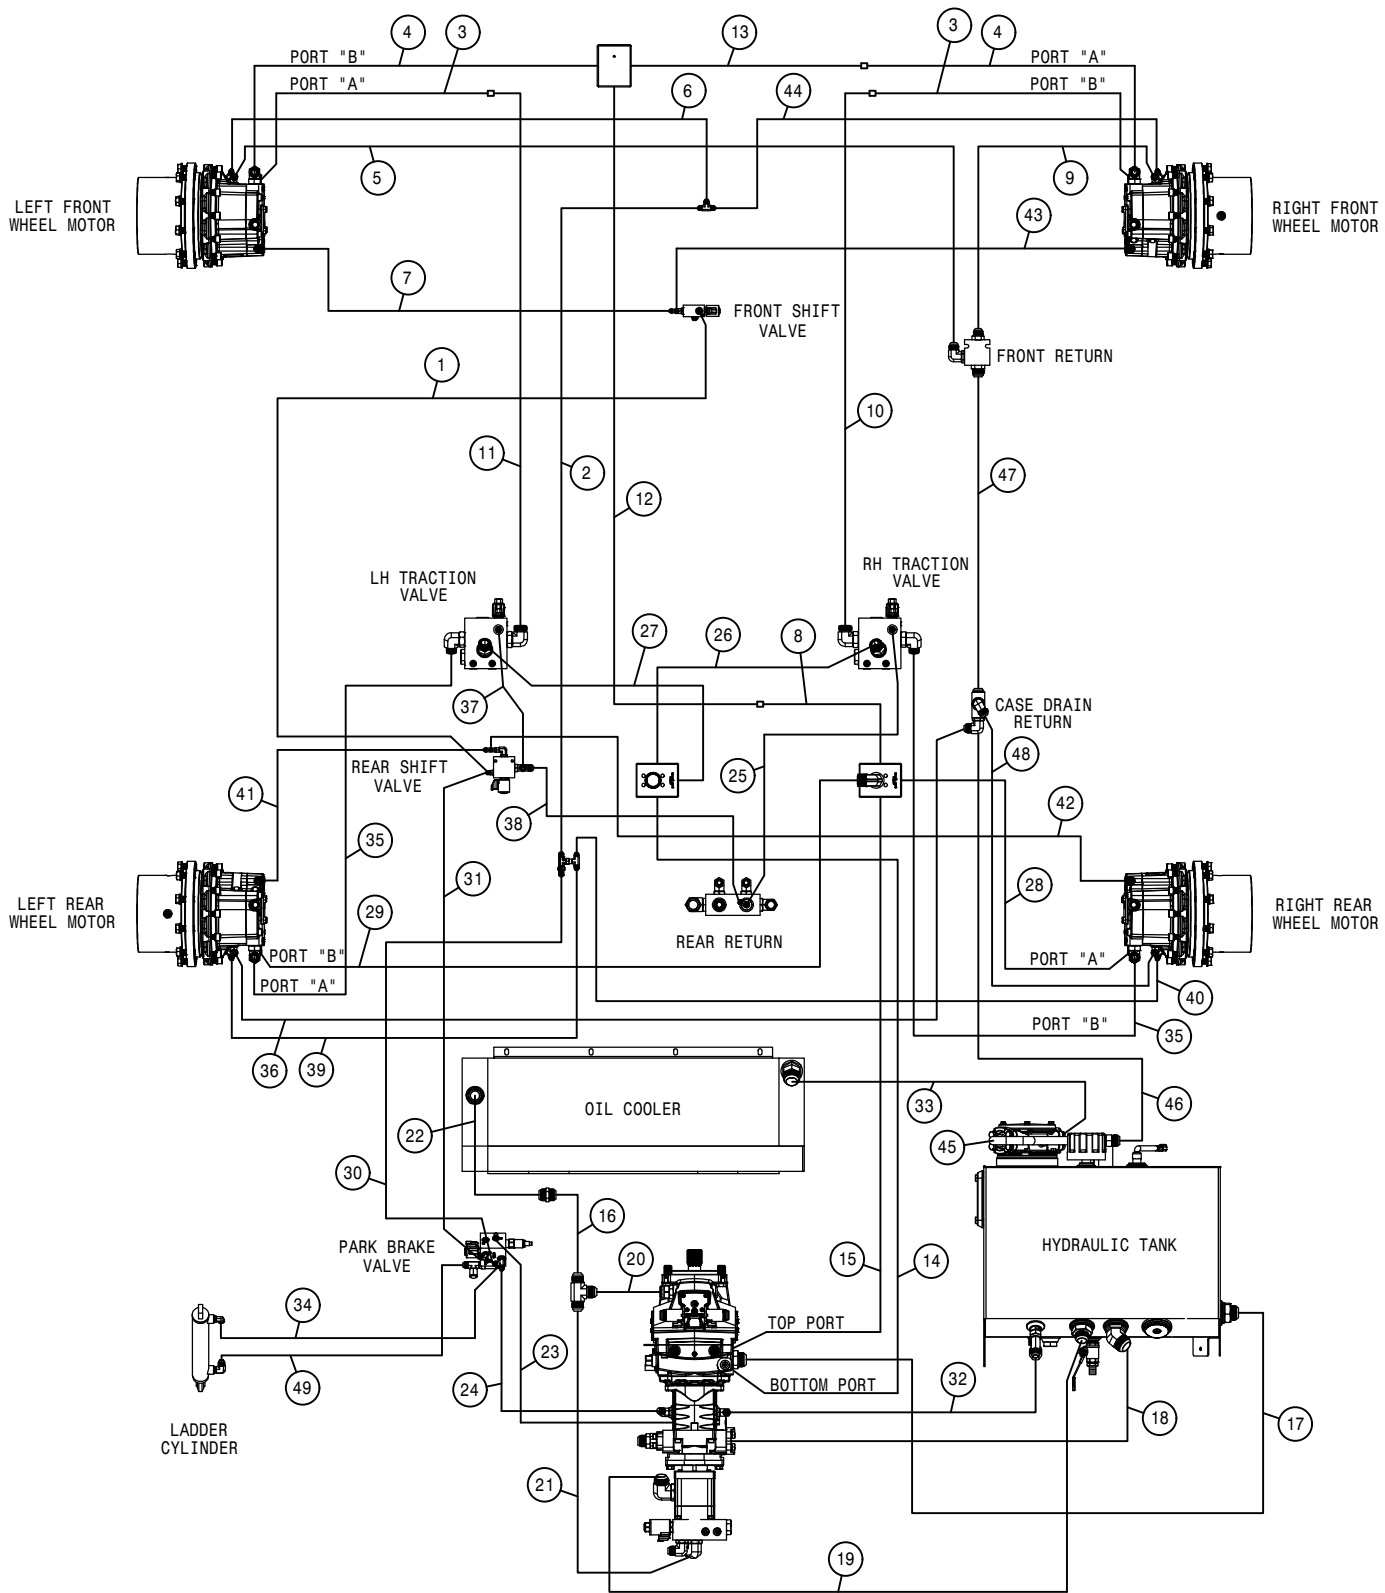 4
3
13
3
4
PORT "B"
PORT "A"
PORT "A"
PORT "B"
6
44
5
9
LEFT FRONT
WHEEL MOTOR
RIGHT FRONT
WHEEL MOTOR
43
7
FRONT SHIFT
VALVE
FRONT RETURN
1
10
11
2
12
47
LH TRACTION
VALVE
RH TRACTION
VALVE
27
26
8
37
CASE DRAIN
RETURN
REAR SHIFT
VALVE
41
25
48
38
42
35
31
28
LEFT REAR
WHEEL MOTOR
29
REAR RETURN
RIGHT REAR
WHEEL MOTOR
PORT "B"
PORT "A"
PORT "A"
40
PORT "B"
35
36
39
OIL COOLER
33
46
22
45
30
16
PARK BRAKE
VALVE
HYDRAULIC TANK
20
15
14
34
TOP PORT
49
23
24
BOTTOM PORT
32
18
17
LADDER
CYLINDER
21
19